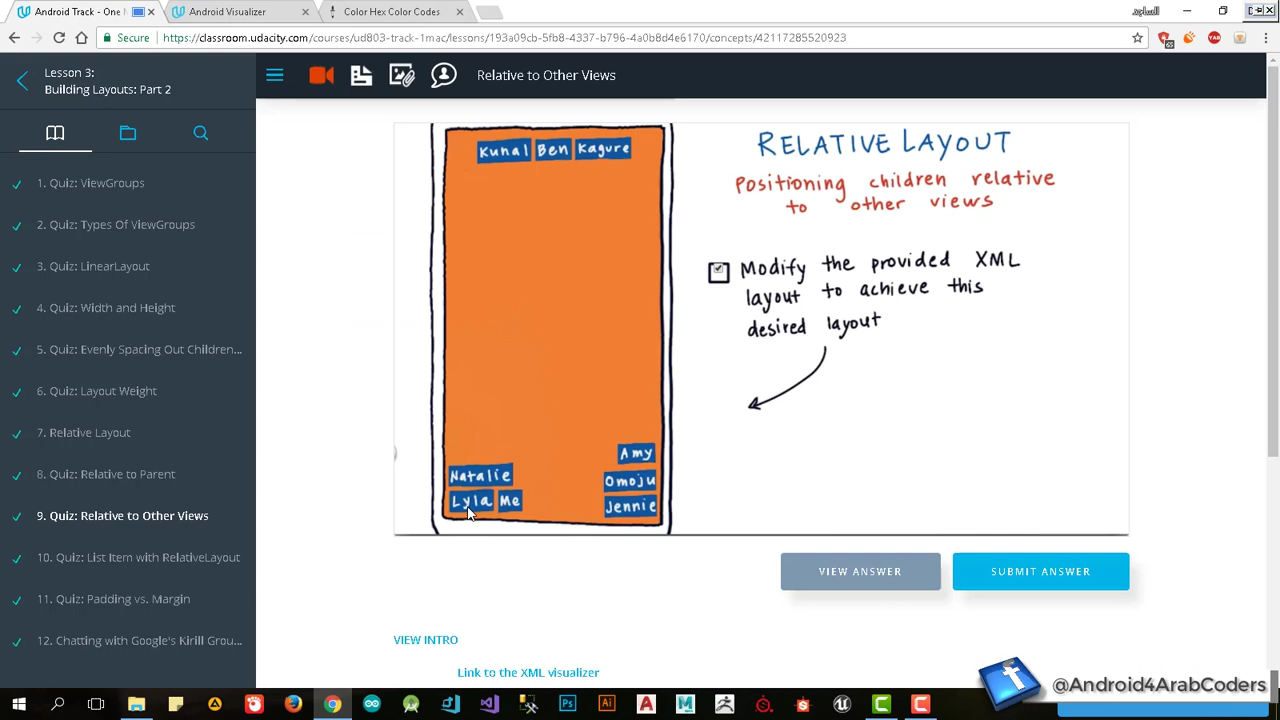 Android Track - One M
Android Visualizer
Color Hex Color Codes
Secure
https://classroom.udacity.com/courses/ud803-track-1mac/lessons/193a09cb-5fb8-4337-b796-4a0b8d4e6170/concepts/42117285520923
Lesson 3:
Building Layouts: Part 2
Relative to Other Views
1. Quiz: ViewGroups
2. Quiz: Types Of ViewGroups
3. Quiz: LinearLayout
4. Quiz: Width and Height
5. Quiz: Evenly Spacing Out Children...
6. Quiz: Layout Weight
7. Relative Layout
8. Quiz: Relative to Parent
9. Quiz: Relative to Other Views
10. Quiz: List Item with RelativeLayout
11. Quiz: Padding vs. Margin
12. Chatting with Google's Kirill Grou...
Kunal Ben Kagure
Amy
Natalie Omoju
Lyla Me Jennie
RELATIVE LAYOUT
Positioning children relative
to other views
Modify the provided XML
layout to achieve this
desired layout
VIEW ANSWER
SUBMIT ANSWER
VIEW INTRO
Link to the XML visualizer
@Android4ArabCoders